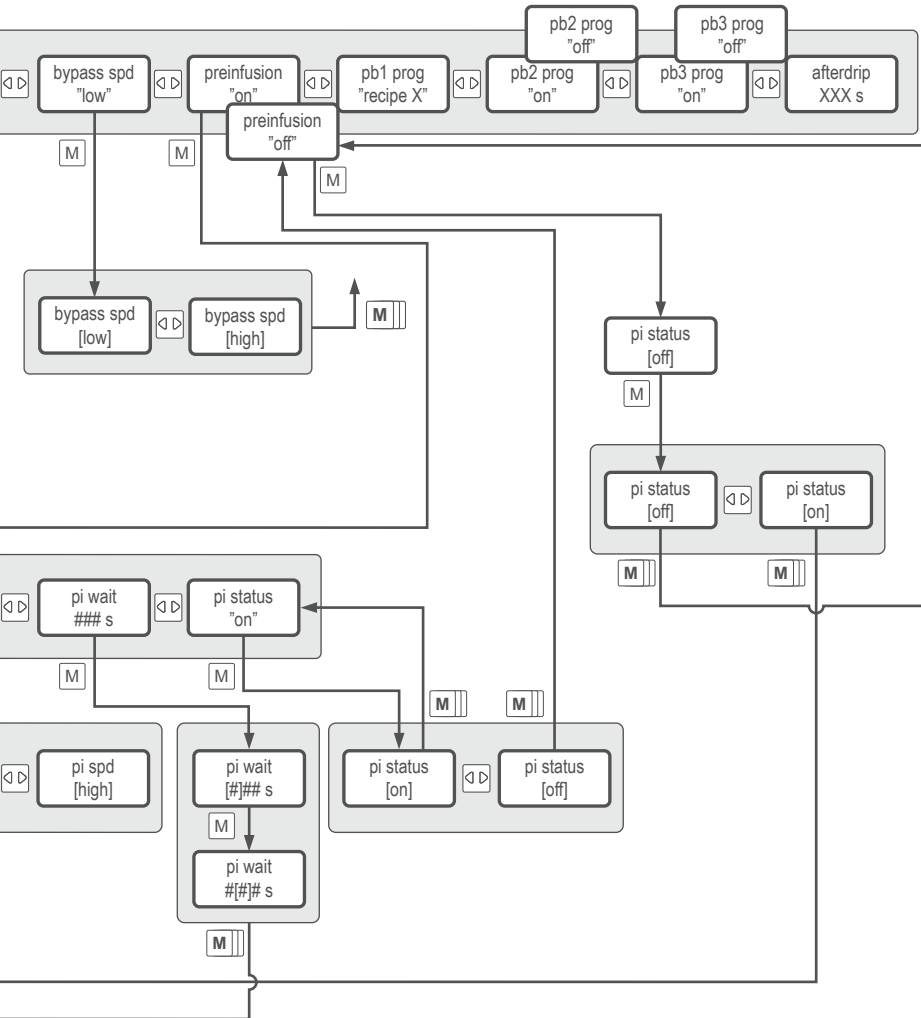 pb2 prog
"off"
pb3 prog
"off"
bypass spd
"low"
preinfusion
"on"
pb1 prog
"recipe X"
pb2 prog
"on"
pb3 prog
"on"
afterdrip
XXX s
preinfusion
"off"
M
M
M
bypass spd
[low]
bypass spd
[high]
M
pi status
[off]
M
pi status
[off]
pi status
[on]
M
M
pi wait
### s
pi status
"on"
M
M
M
M
pi spd
[high]
pi wait
[#]## s
pi status
[on]
pi status
[off]
M
pi wait
#[#]# s
M